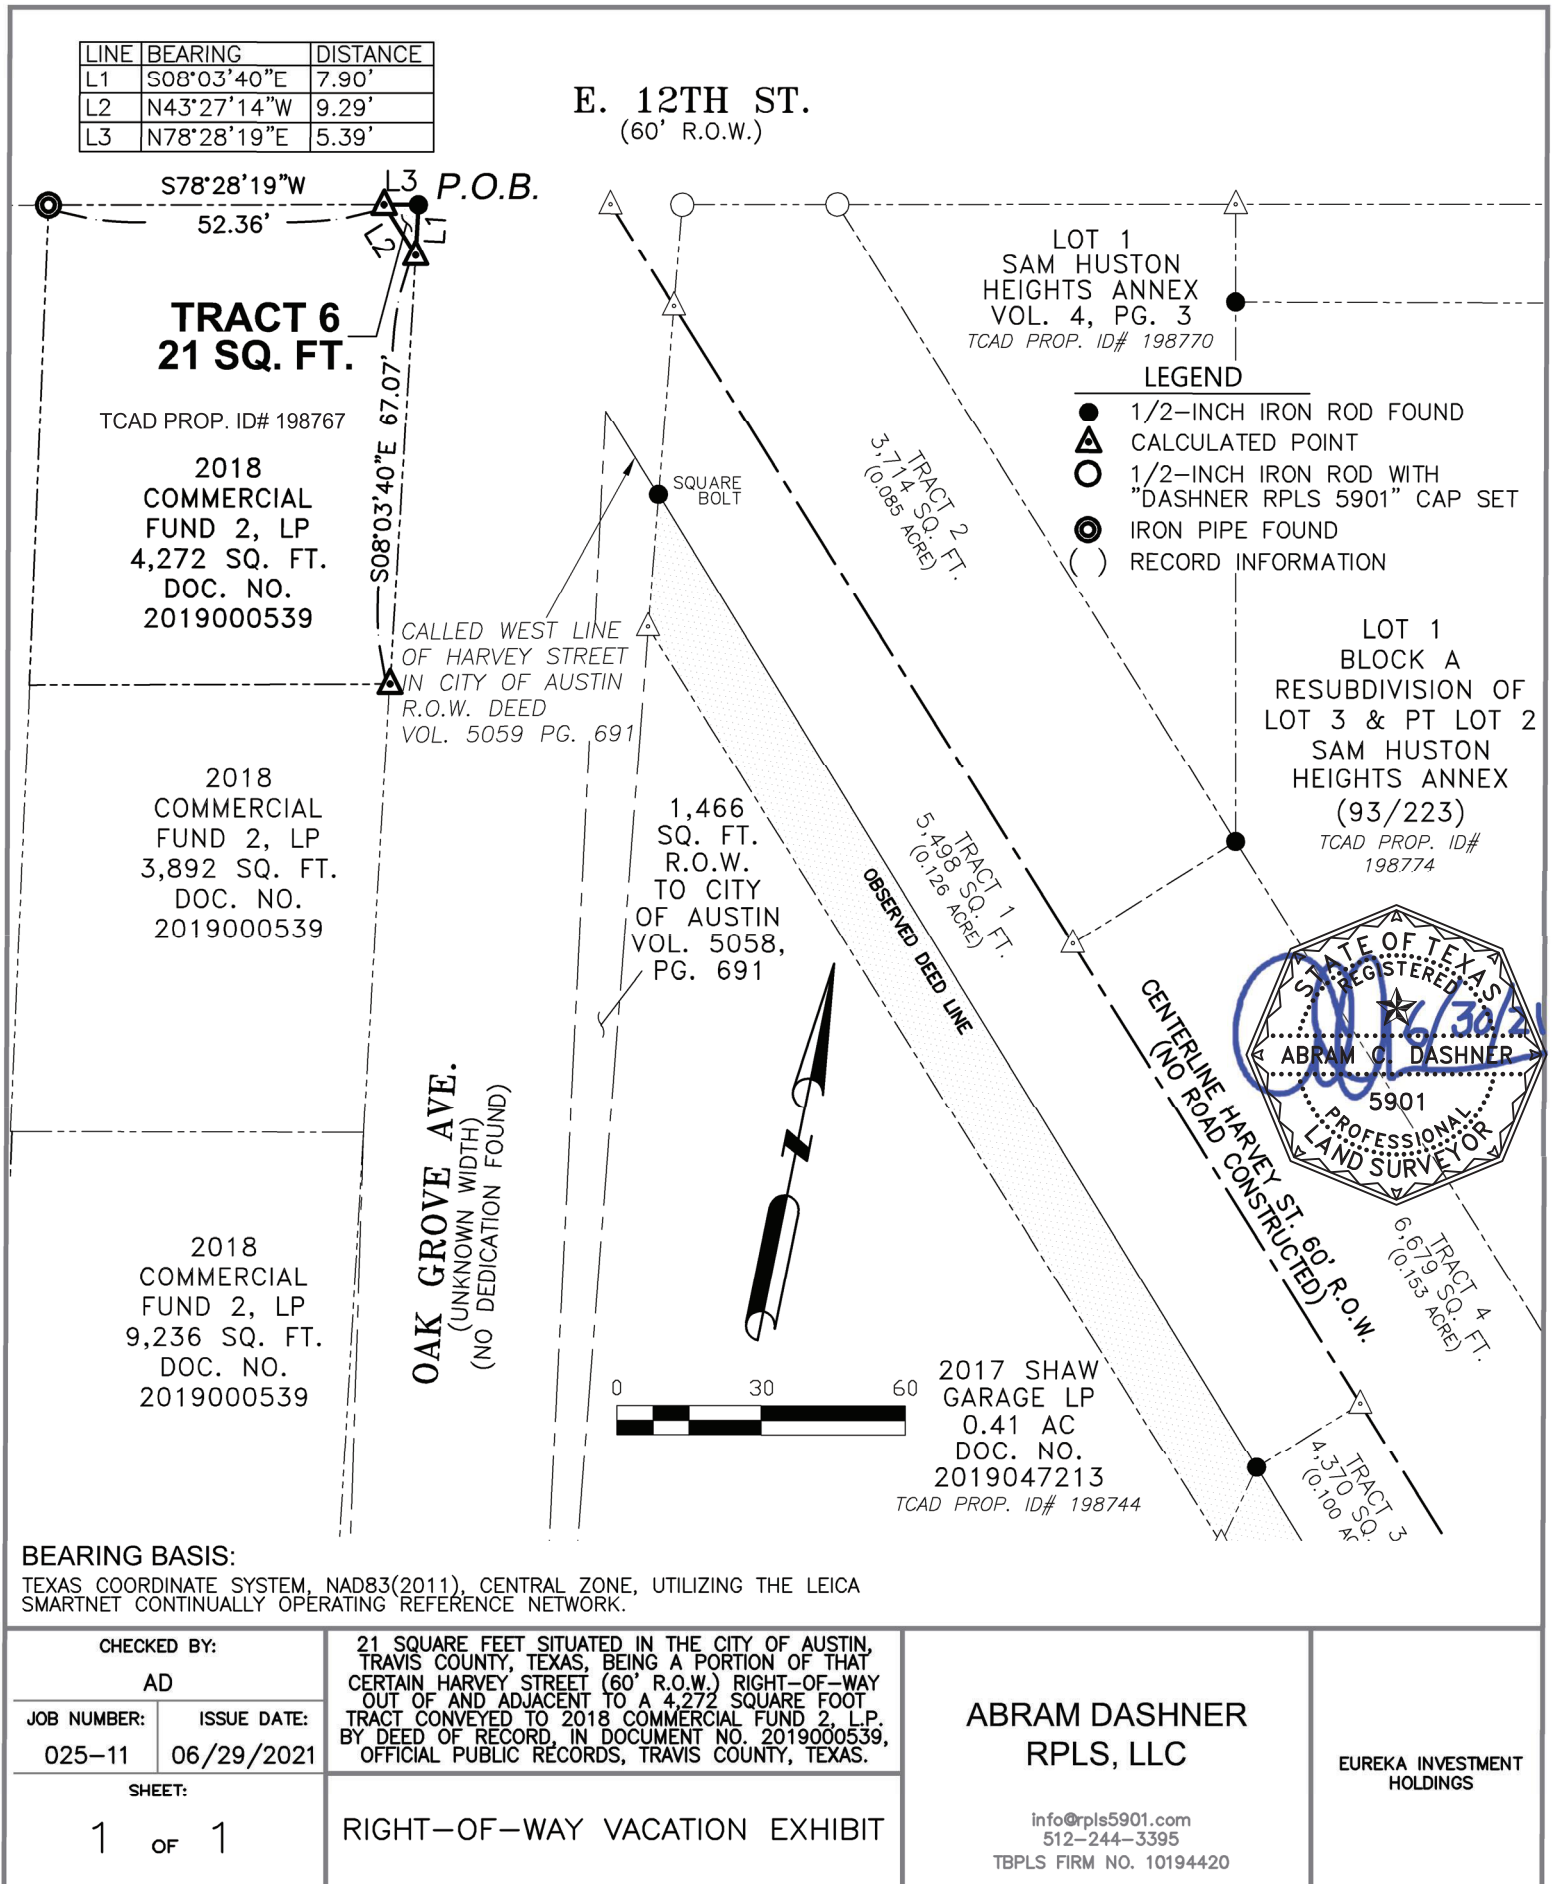 LINE BEARING DISTANCE
L1 S08°03'40"E 7.90'
L2 N43°27'14"W 9.29'
L3 N78°28'19"E 5.39'
E. 12TH ST.
(60' R.O.W.)
S78°28'19"W
52.36'
L3
P.O.B.
L2
L1
TRACT 6
21 SQ. FT.
S08°03'40"E 67.07'
TCAD PROP. ID# 198767
2018
COMMERCIAL
FUND 2, LP
4,272 SQ. FT.
DOC. NO.
2019000539
LOT 1
SAM HUSTON
HEIGHTS ANNEX
VOL. 4, PG. 3
TCAD PROP. ID# 198770
LEGEND
1/2-INCH IRON ROD FOUND
CALCULATED POINT
1/2-INCH IRON ROD WITH
"DASHNER RPLS 5901" CAP SET
IRON PIPE FOUND
( ) RECORD INFORMATION
TRACT 2
3,714 SQ. FT.
(0.085 ACRE)
SQUARE
BOLT
CALLED WEST LINE
OF HARVEY STREET
IN CITY OF AUSTIN
R.O.W. DEED
VOL. 5059 PG. 691
LOT 1
BLOCK A
RESUBDIVISION OF
LOT 3 & PT LOT 2
SAM HUSTON
HEIGHTS ANNEX
(93/223)
TCAD PROP. ID#
198774
2018
COMMERCIAL
FUND 2, LP
3,892 SQ. FT.
DOC. NO.
2019000539
1,466
SQ. FT.
R.O.W.
TO CITY
OF AUSTIN
VOL. 5058,
PG. 691
TRACT 1
5,498 SQ. FT.
(0.126 ACRE)
OBSERVED DEED LINE
CENTERLINE HARVEY ST. 60' R.O.W.
(NO ROAD CONSTRUCTED)
STATE OF TEXAS
REGISTERED
6/30/21
ABRAM C. DASHNER
5901
PROFESSIONAL
LAND SURVEYOR
OAK GROVE AVE.
(UNKNOWN WIDTH)
(NO DEDICATION FOUND)
N
2018
COMMERCIAL
FUND 2, LP
9,236 SQ. FT.
DOC. NO.
2019000539
TRACT 4
6,679 SQ. FT.
(0.153 ACRE)
0 30 60
2017 SHAW
GARAGE LP
0.41 AC
DOC. NO.
2019047213
TCAD PROP. ID# 198744
TRACT 3
4,370 SQ.
(0.100 AC
BEARING BASIS:
TEXAS COORDINATE SYSTEM, NAD83(2011), CENTRAL ZONE, UTILIZING THE LEICA
SMARTNET CONTINUALLY OPERATING REFERENCE NETWORK.
CHECKED BY:
AD
JOB NUMBER: ISSUE DATE:
025-11 06/29/2021
SHEET:
1 OF 1
21 SQUARE FEET SITUATED IN THE CITY OF AUSTIN,
TRAVIS COUNTY, TEXAS, BEING A PORTION OF THAT
CERTAIN HARVEY STREET (60' R.O.W.) RIGHT-OF-WAY
OUT OF AND ADJACENT TO A 4,272 SQUARE FOOT
TRACT CONVEYED TO 2018 COMMERCIAL FUND 2, L.P.
BY DEED OF RECORD, IN DOCUMENT NO. 2019000539,
OFFICIAL PUBLIC RECORDS, TRAVIS COUNTY, TEXAS.
RIGHT-OF-WAY VACATION EXHIBIT
ABRAM DASHNER
RPLS, LLC
info@rpls5901.com
512-244-3395
TBPLS FIRM NO. 10194420
EUREKA INVESTMENT
HOLDINGS